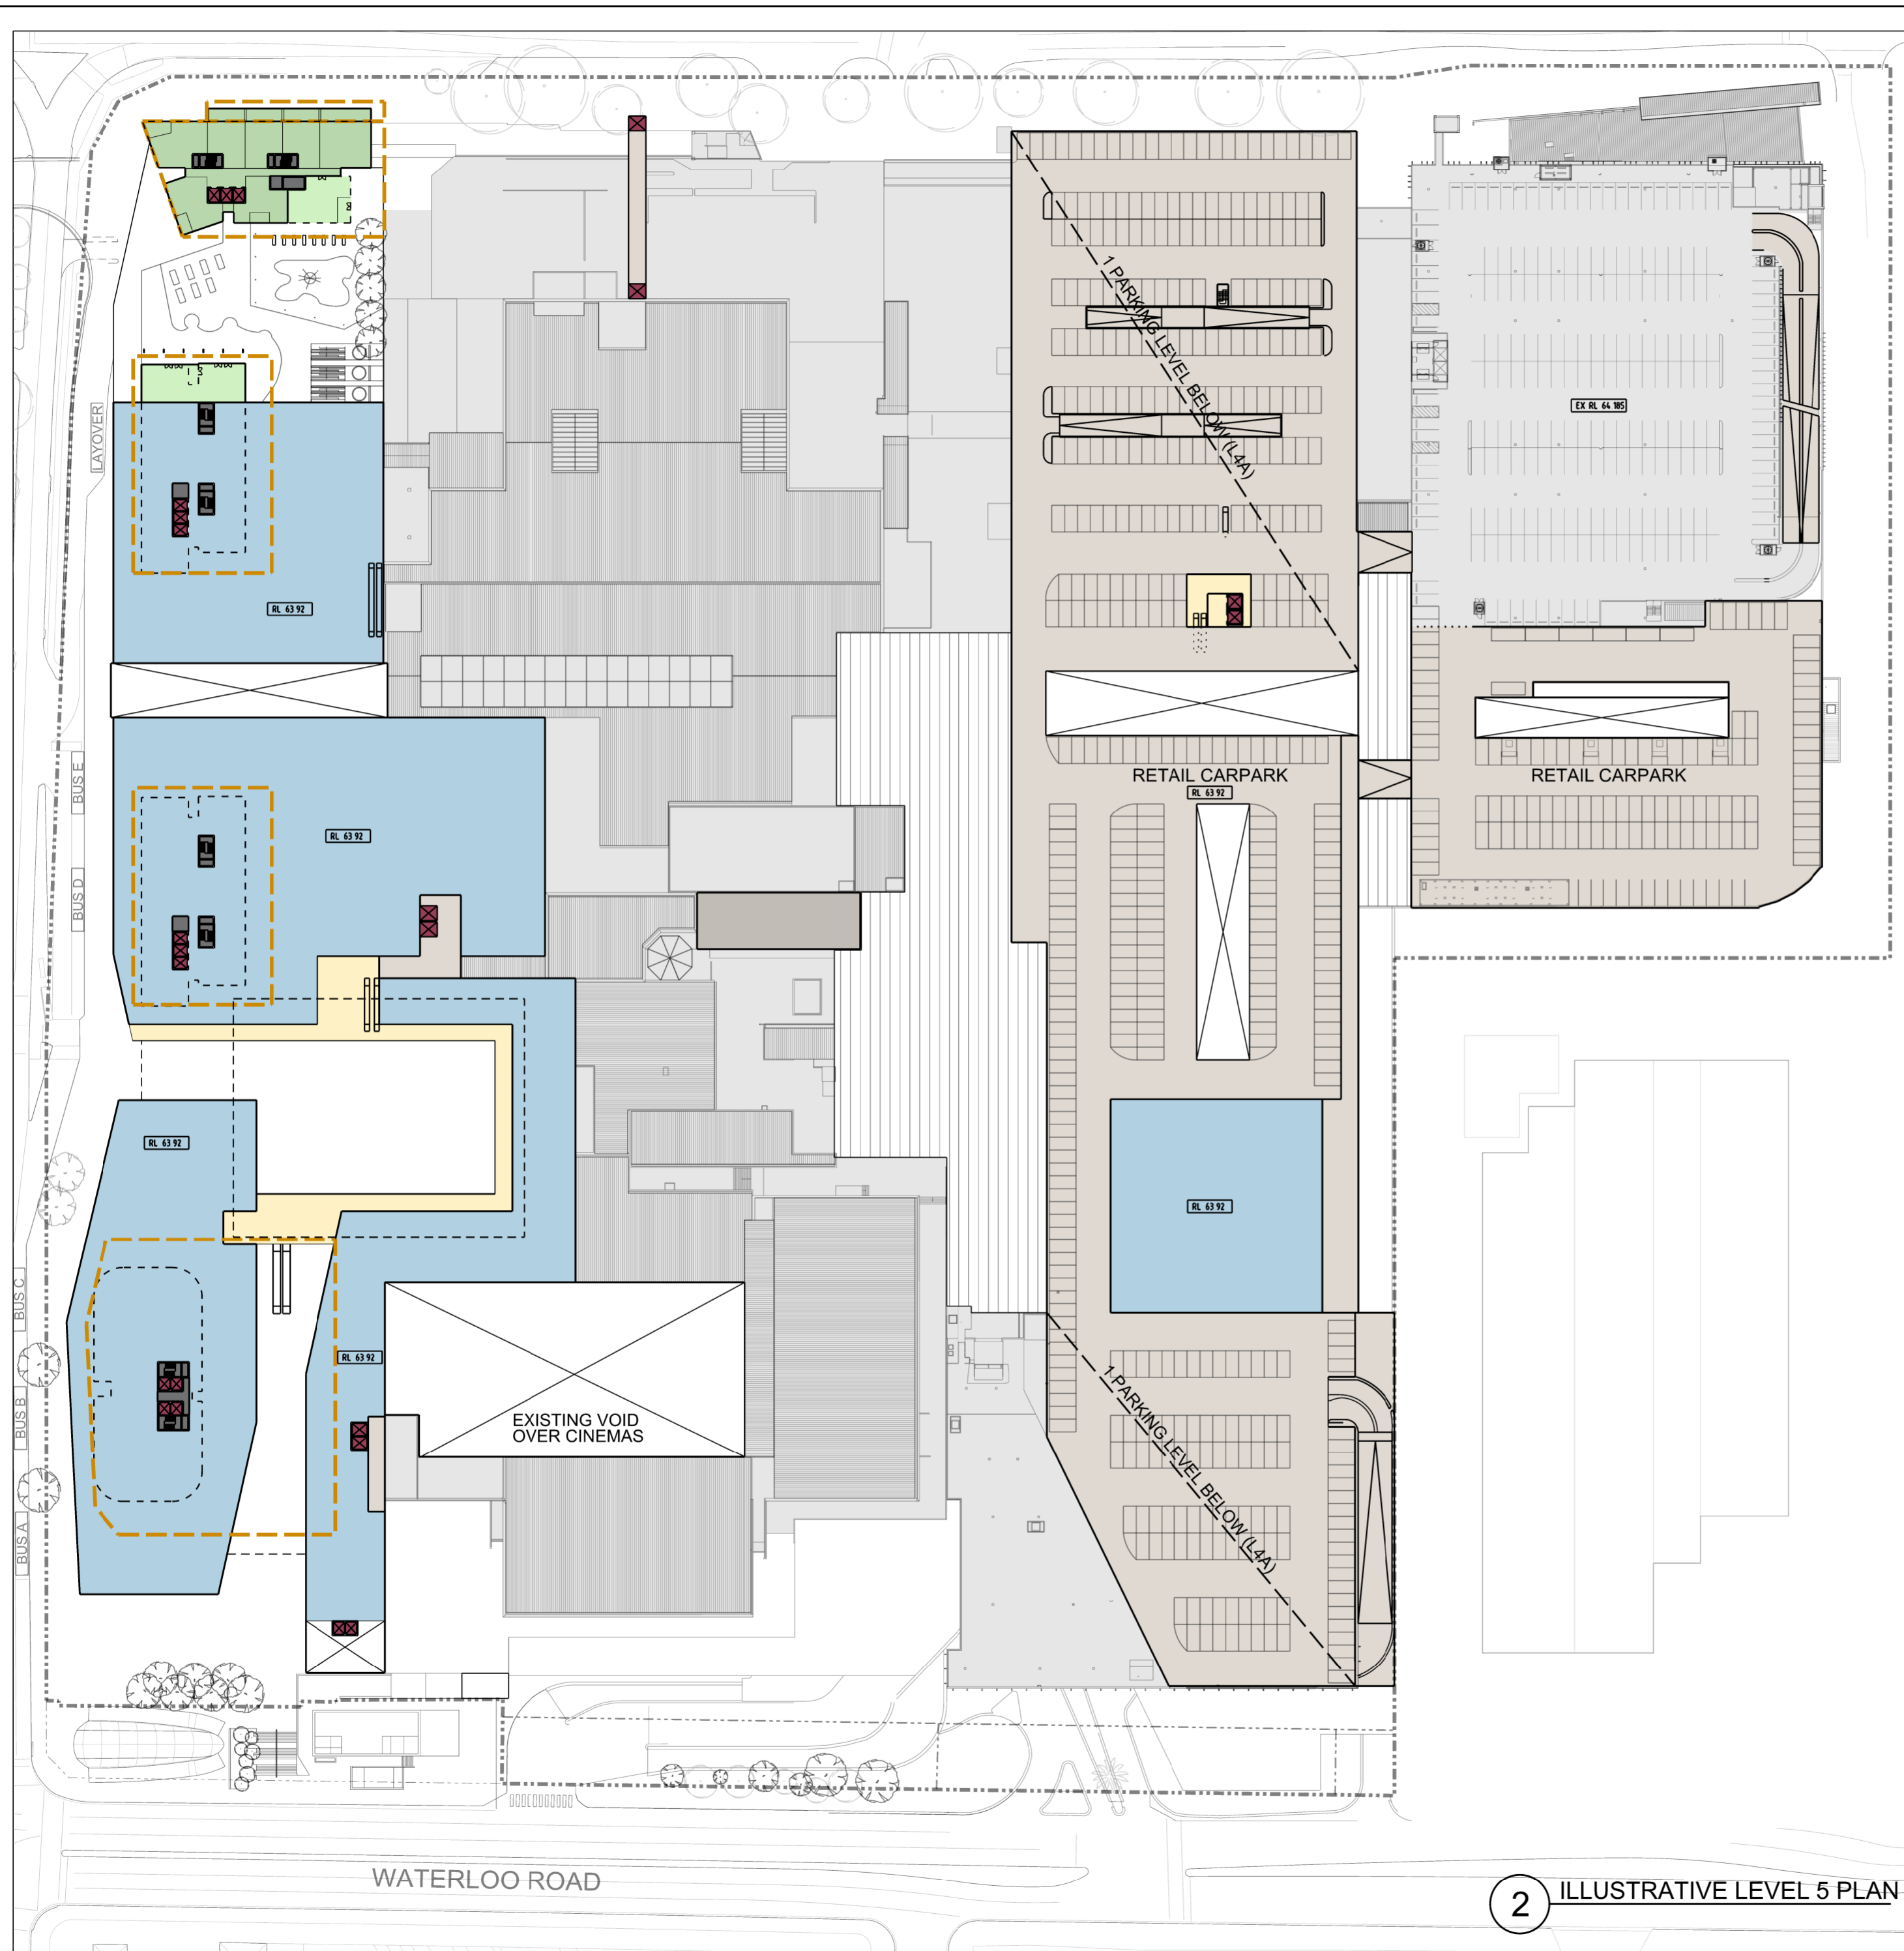 LAYOVER
EX RL 64 185
1 PARKING LEVEL BELOW (L4A)
RL 63 92
BUS E
RETAIL CARPARK
RL 63 92
RETAIL CARPARK
RL 63 92
BUS D
RL 63 92
RL 63 92
BUS C
RL 63 92
EXISTING VOID
OVER CINEMAS
1 PARKING LEVEL BELOW (L4A)
BUS B
BUS A
WATERLOO ROAD
2
ILLUSTRATIVE LEVEL 5 PLAN